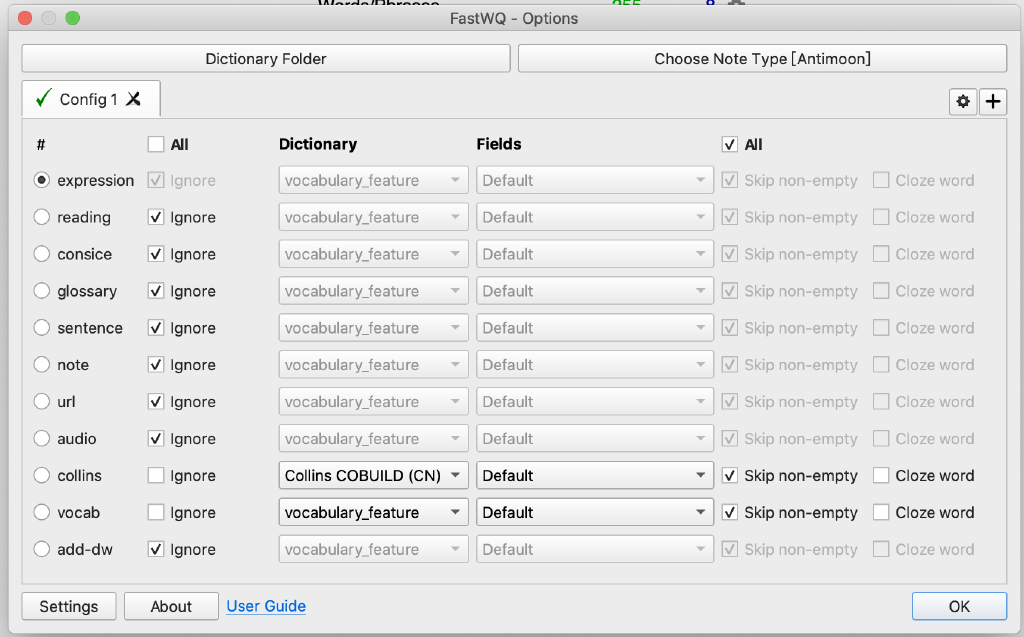 Words/Phrases 255 8
FastWQ - Options
Dictionary Folder Choose Note Type [Antimoon]
Config 1
# All Dictionary Fields All
expression Ignore vocabulary_feature Default Skip non-empty Cloze word
reading Ignore vocabulary_feature Default Skip non-empty Cloze word
consice Ignore vocabulary_feature Default Skip non-empty Cloze word
glossary Ignore vocabulary_feature Default Skip non-empty Cloze word
sentence Ignore vocabulary_feature Default Skip non-empty Cloze word
note Ignore vocabulary_feature Default Skip non-empty Cloze word
url Ignore vocabulary_feature Default Skip non-empty Cloze word
audio Ignore vocabulary_feature Default Skip non-empty Cloze word
collins Ignore Collins COBUILD (CN) Default Skip non-empty Cloze word
vocab Ignore vocabulary_feature Default Skip non-empty Cloze word
add-dw Ignore vocabulary_feature Default Skip non-empty Cloze word
Settings About User Guide OK